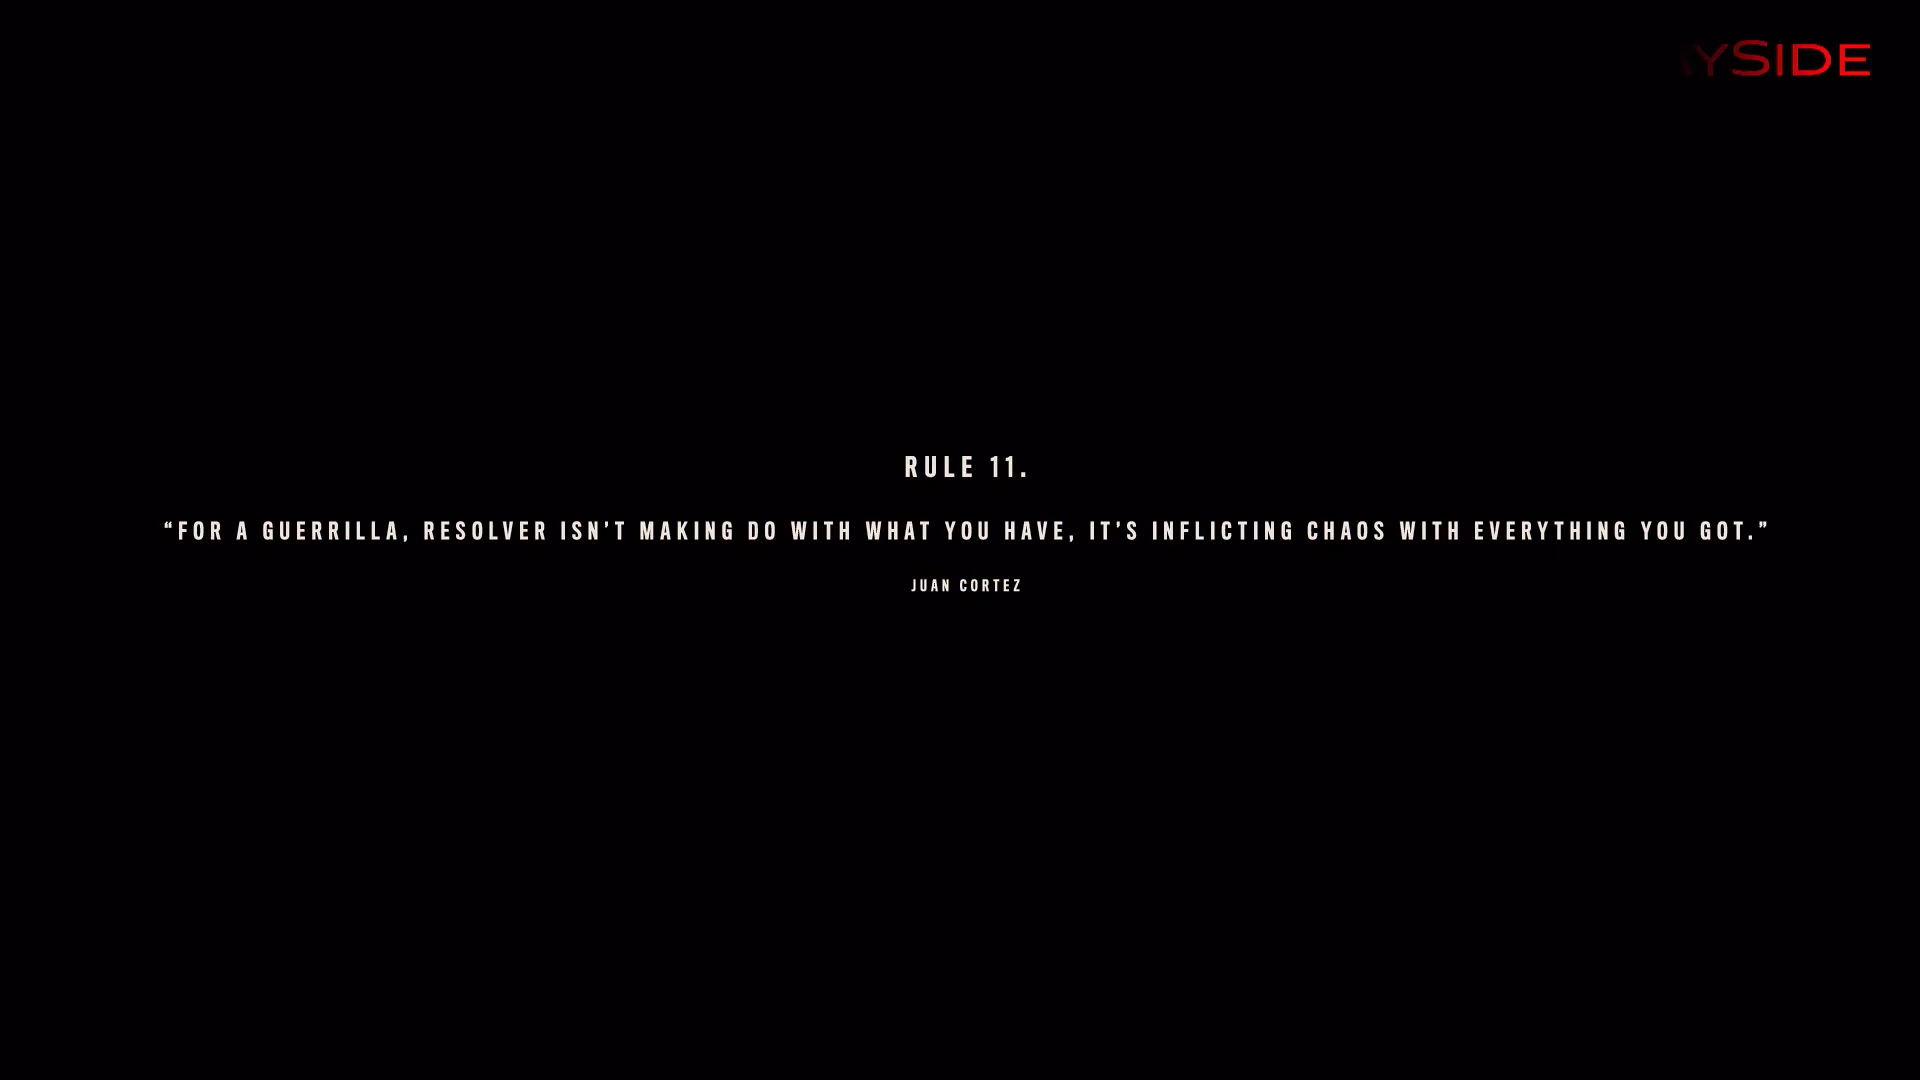 YSIDE
RULE 11.
“FOR A GUERRILLA, RESOLVER ISN’T MAKING DO WITH WHAT YOU HAVE, IT’S INFLICTING CHAOS WITH EVERYTHING YOU GOT.”
JUAN CORTEZ